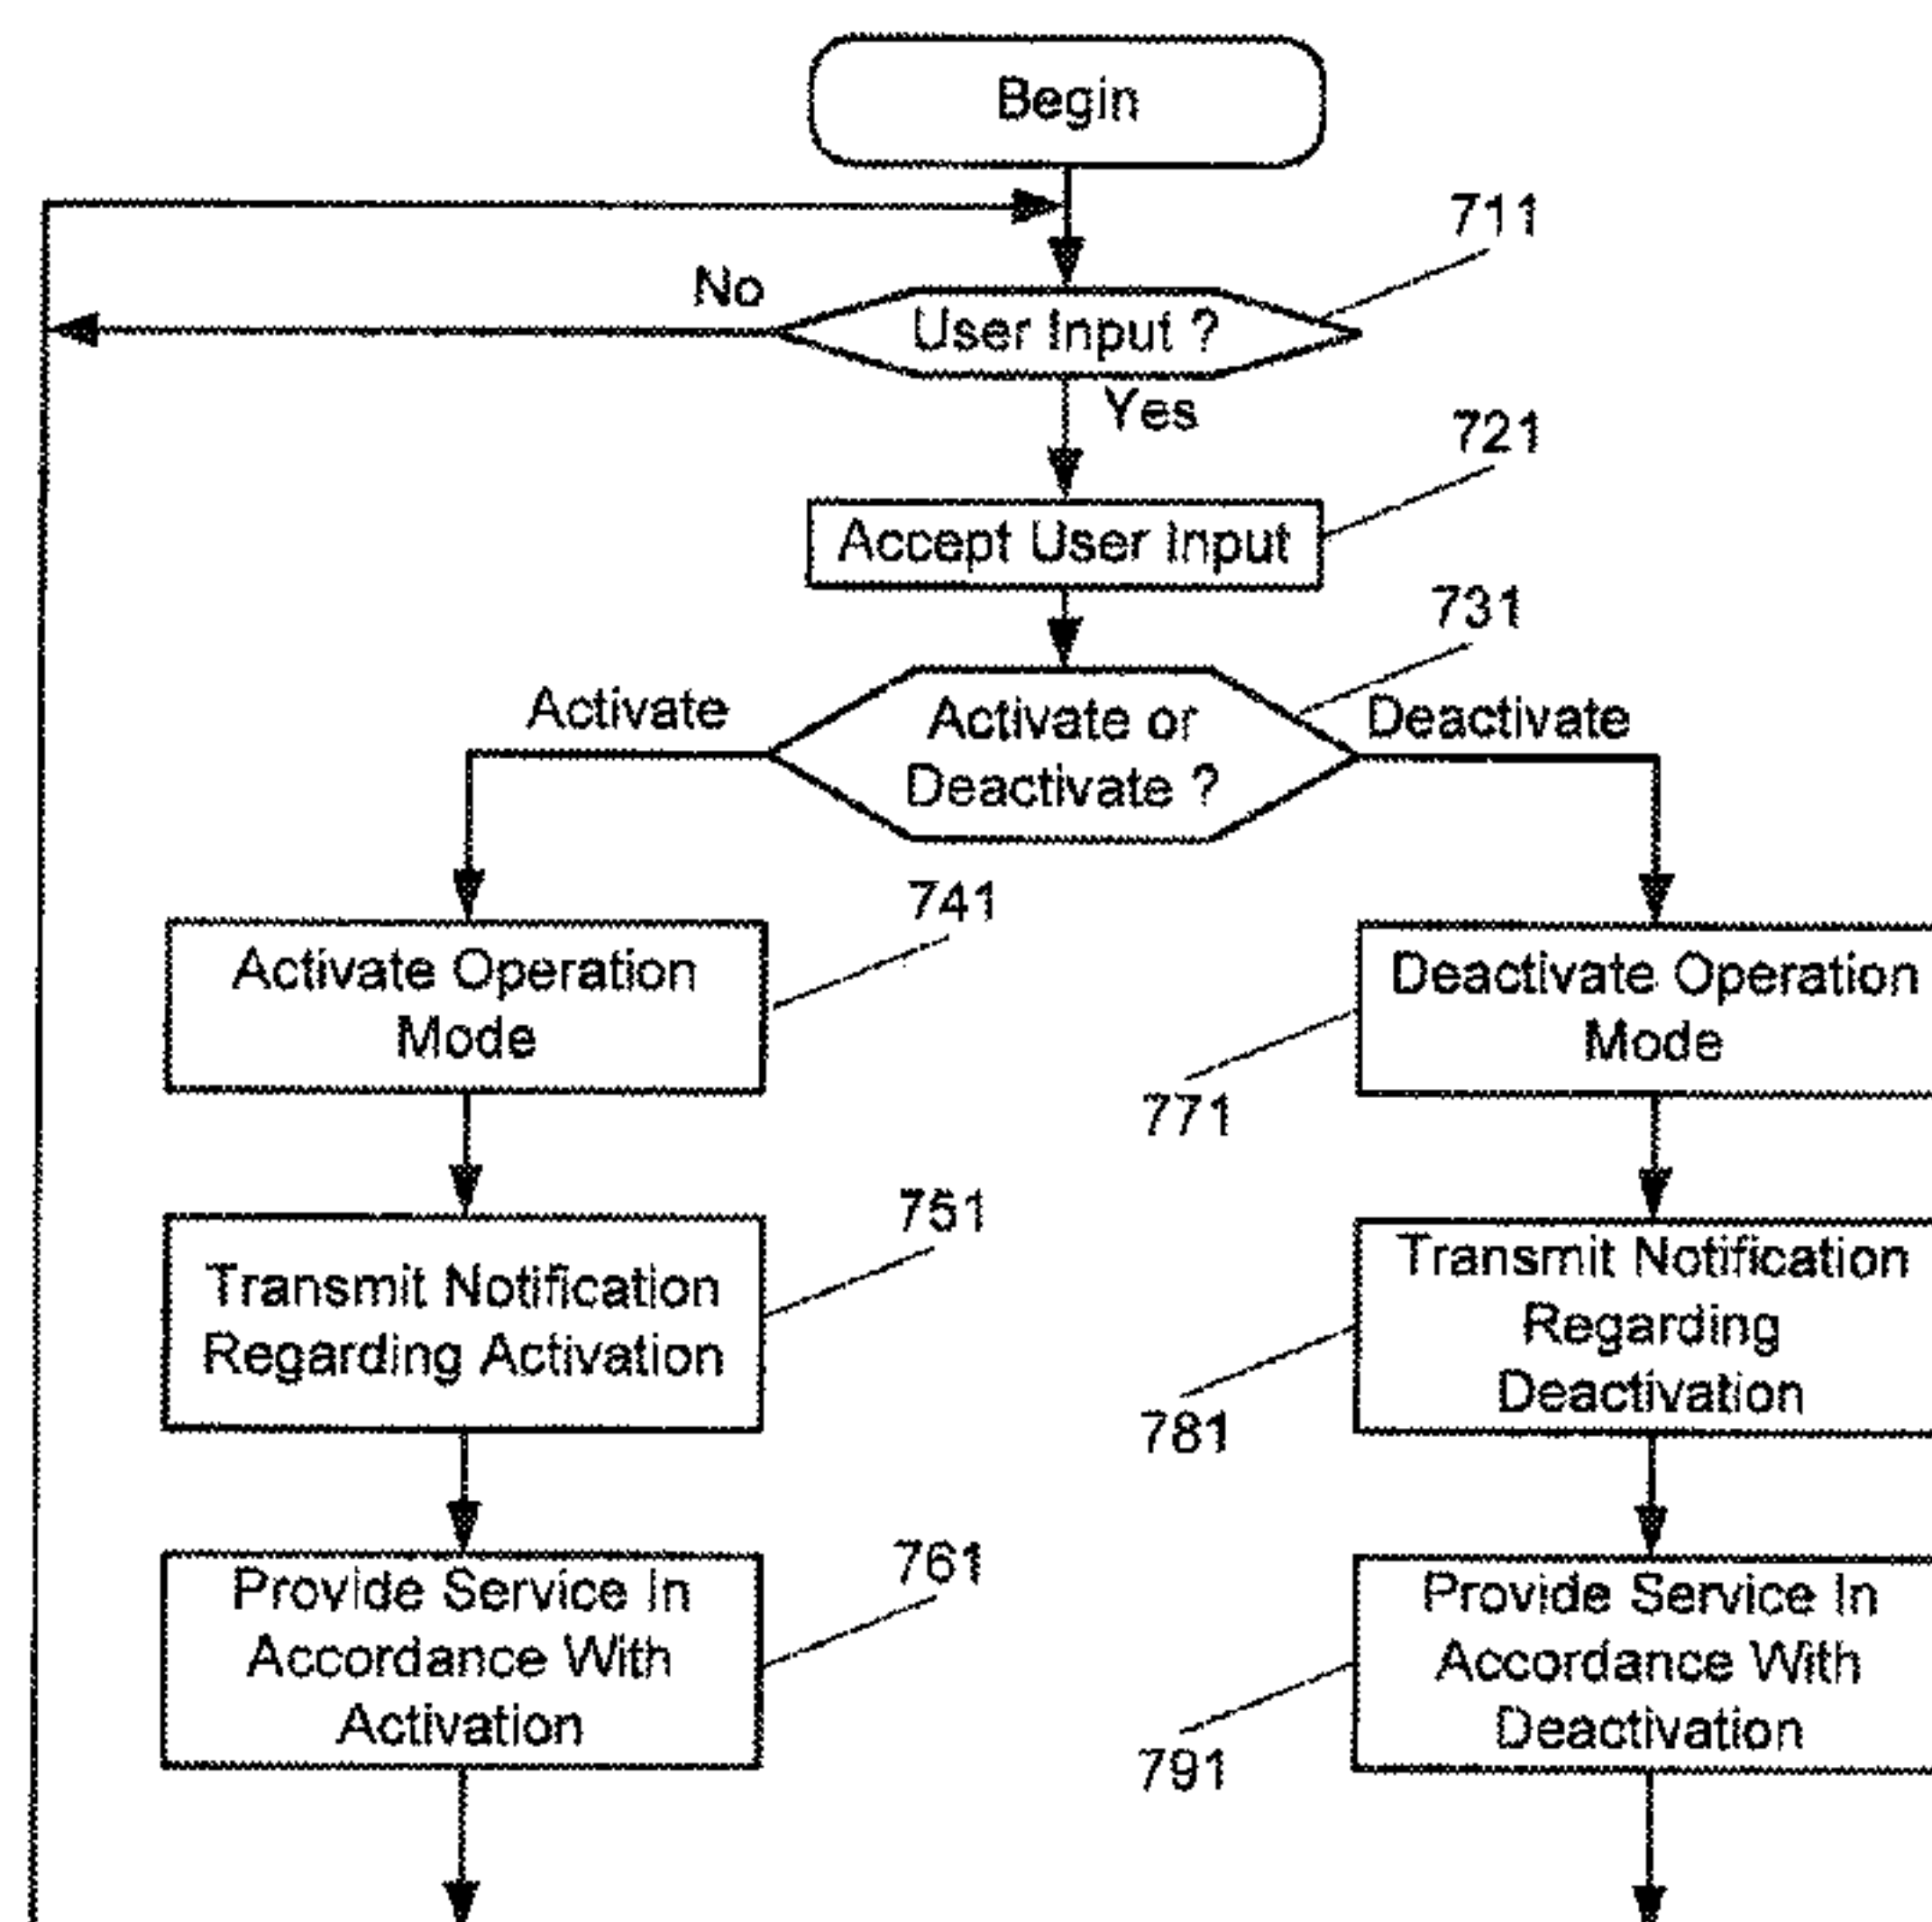 Begin
711
No
User Input ?
Yes
721
Accept User Input
731
Activate
Activate or
Deactivate ?
Deactivate
741
Activate Operation
Mode
Deactivate Operation
Mode
771
751
Transmit Notification
Regarding Activation
Transmit Notification
Regarding
Deactivation
781
761
Provide Service In
Accordance With
Activation
Provide Service In
Accordance With
Deactivation
791